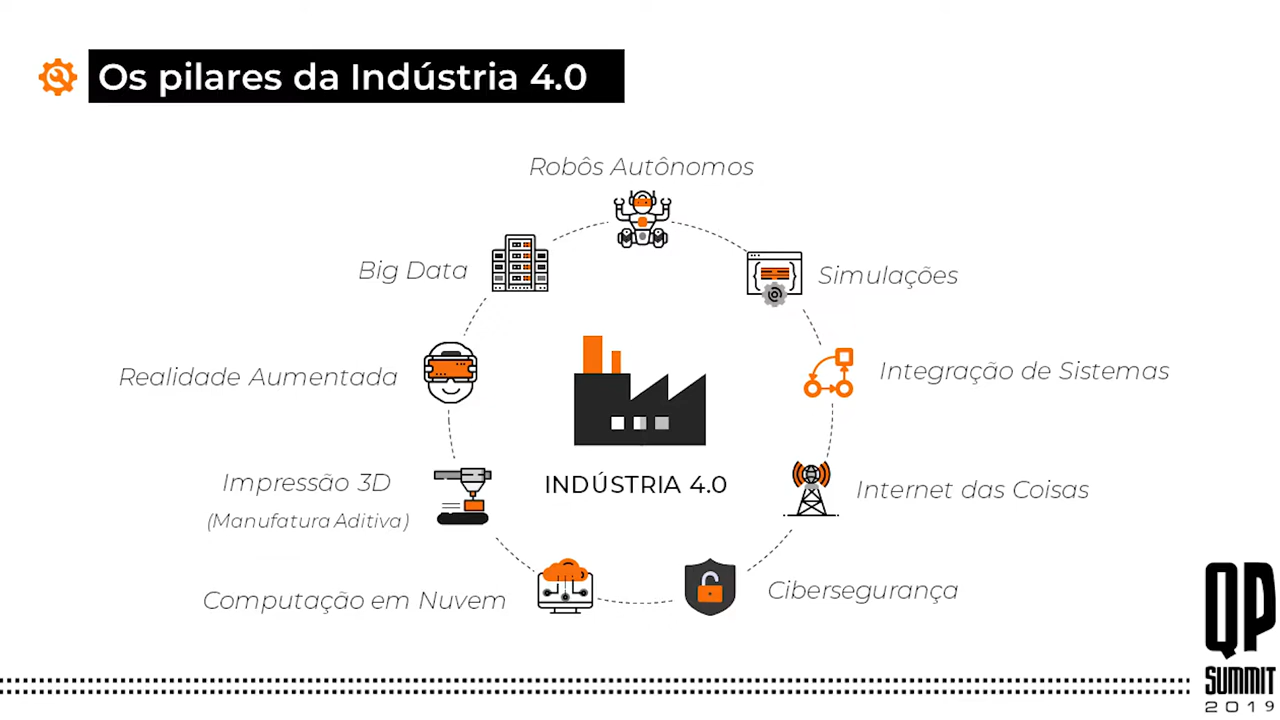 Os pilares da Indústria 4.0
Robôs Autônomos
Big Data
Simulações
Realidade Aumentada
Integração de Sistemas
Impressão 3D
(Manufatura Aditiva)
INDÚSTRIA 4.0
Internet das Coisas
Computação em Nuvem
Cibersegurança
QP
SUMMIT
2019